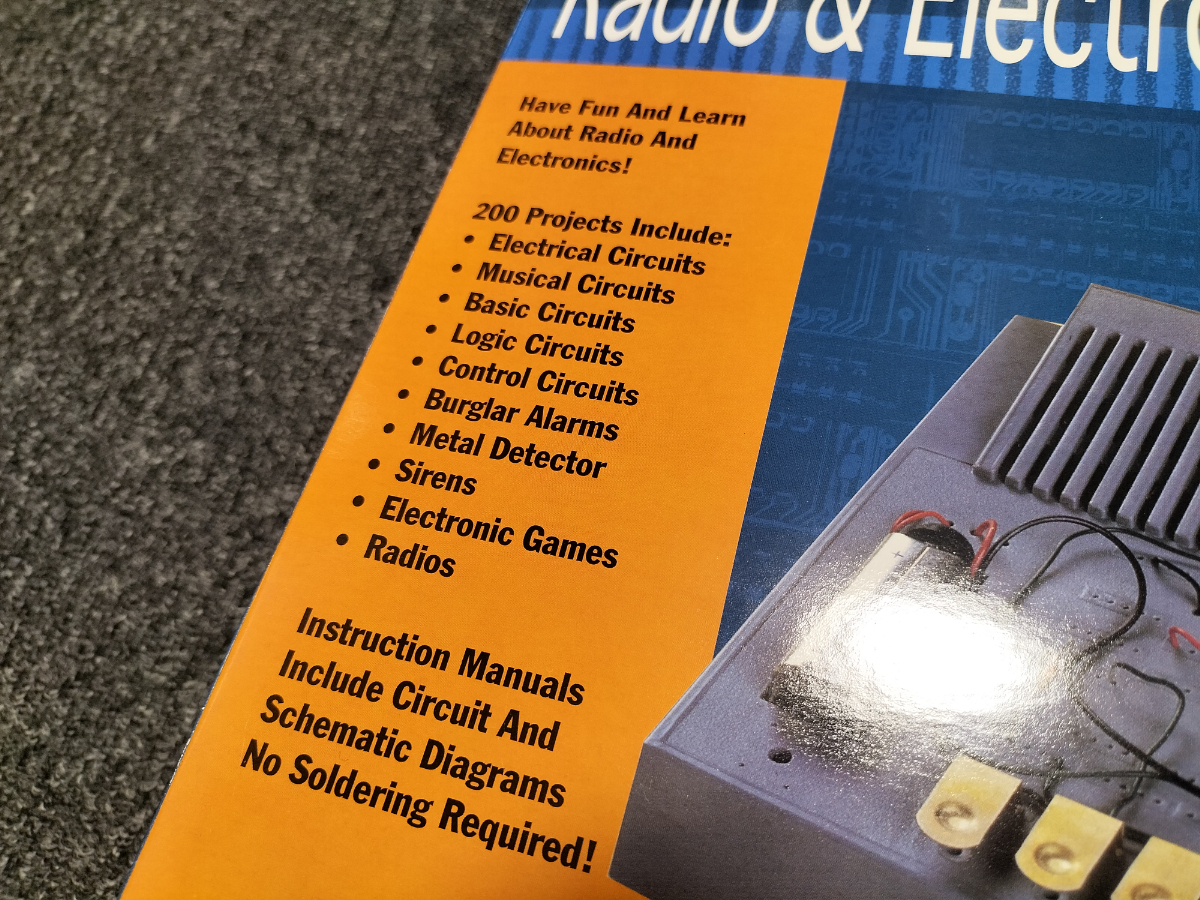 Radio & Electro
Have Fun And Learn
About Radio And
Electronics!
200 Projects Include:
• Electrical Circuits
• Musical Circuits
• Basic Circuits
• Logic Circuits
• Control Circuits
• Burglar Alarms
• Metal Detector
• Sirens
• Electronic Games
• Radios
Instruction Manuals
Include Circuit And
Schematic Diagrams
No Soldering Required!